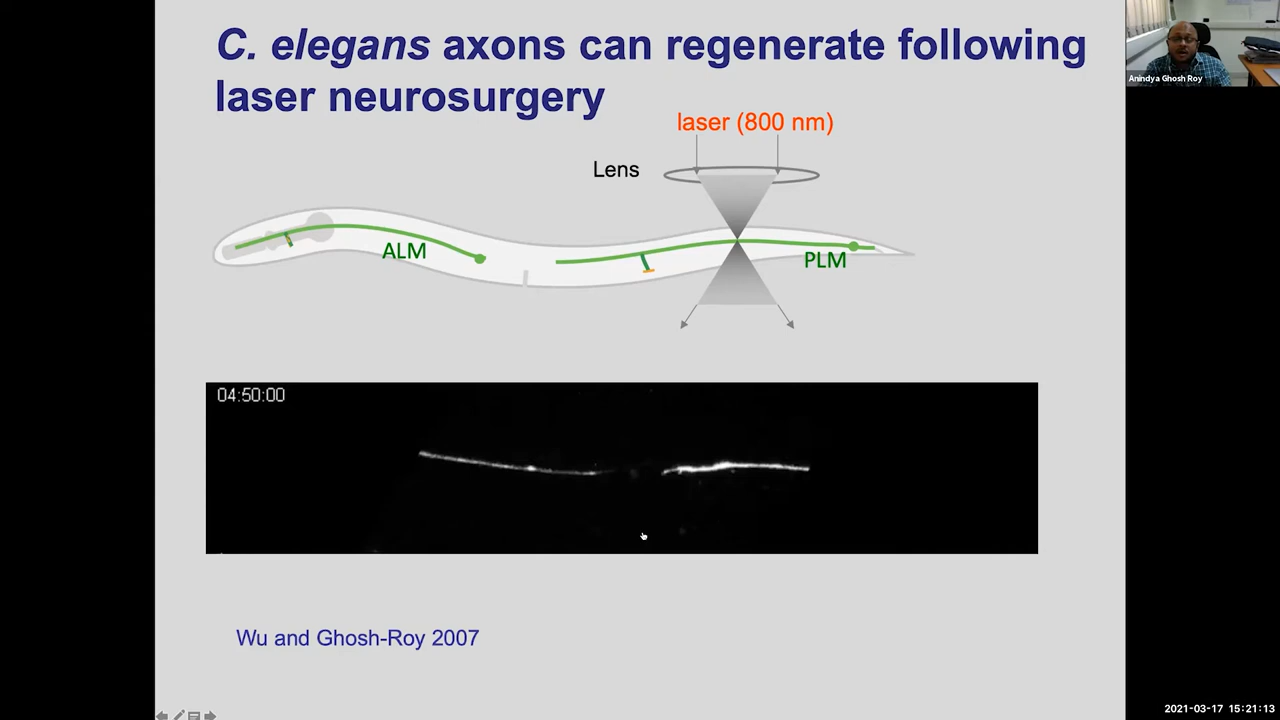 C. elegans axons can regenerate following
laser neurosurgery
Anindya Ghosh Roy
laser (800 nm)
Lens
ALM
PLM
04:50:00
Wu and Ghosh-Roy 2007
2021-03-17 15:21:13